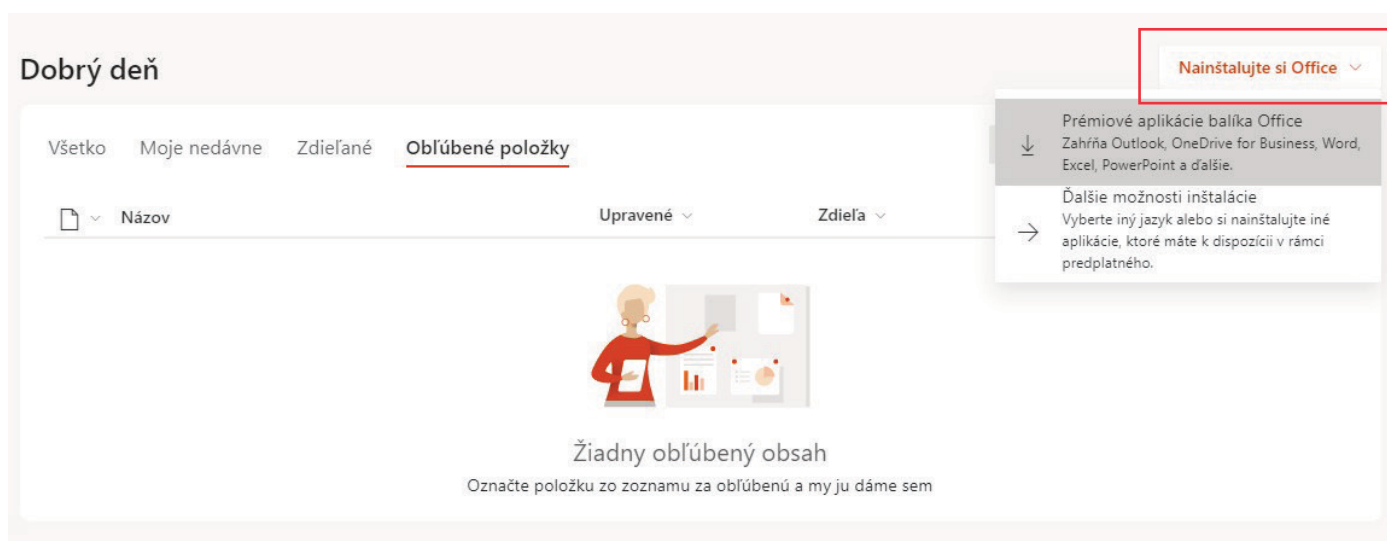 Dobrý deň
Nainštalujte si Office
Všetko Moje nedávne Zdieľané Obľúbené položky
Prémiové aplikácie balíka Office
Zahŕňa Outlook, OneDrive for Business, Word,
Excel, PowerPoint a ďalšie.
Ďalšie možnosti inštalácie
Vyberte iný jazyk alebo si nainštalujte iné
aplikácie, ktoré máte k dispozícii v rámci
predplatného.
Názov Upravené Zdieľa
Žiadny obľúbený obsah
Označte položku zo zoznamu za obľúbenú a my ju dáme sem